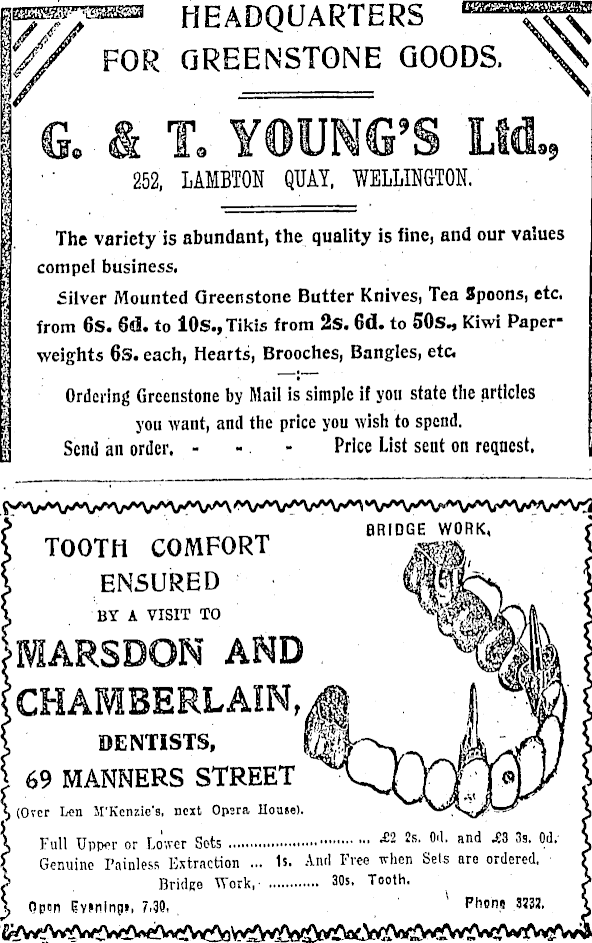 HEADQUARTERS
FOR GREENSTONE GOODS.
G. & T. YOUNG'S Ltd.,
252, LAMBTON QUAY, WELLINGTON.
The variety is abundant, the quality is fine, and our values
compel business.
Silver Mounted Greenstone Butter Knives, Tea Spoons, etc.
from 6s. 6d. to 10s., Tikis from 2s. 6d. to 50s., Kiwi Paper-
weights 6s. each, Hearts, Brooches, Bangles, etc.
—:—
Ordering Greenstone by Mail is simple if you state the articles
you want, and the price you wish to spend.
Send an order. - - - Price List sent on request.
BRIDGE WORK,
TOOTH COMFORT
ENSURED
BY A VISIT TO
MARSDON AND
CHAMBERLAIN,
DENTISTS,
69 MANNERS STREET
(Over Len M'Kenzie's, next Opera House).
Full Upper or Lower Sets .............................. £2 2s. 0d. and £3 3s. 0d.
Genuine Painless Extraction ... 1s. And Free when Sets are ordered.
Bridge Work, ............ 30s. Tooth.
Open Evenings, 7.30. Phone 3232.